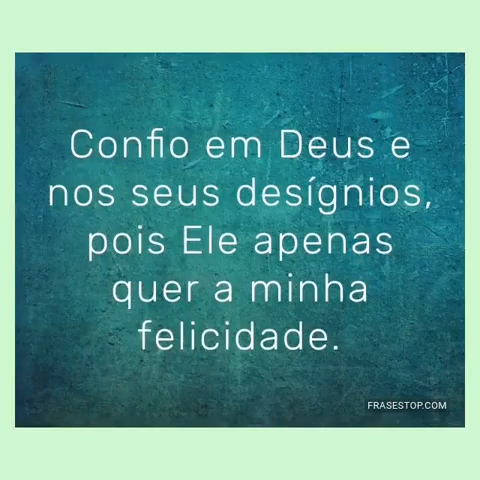 Confio em Deus e
nos seus desígnios,
pois Ele apenas
quer a minha
felicidade.
FRASESTOP.COM